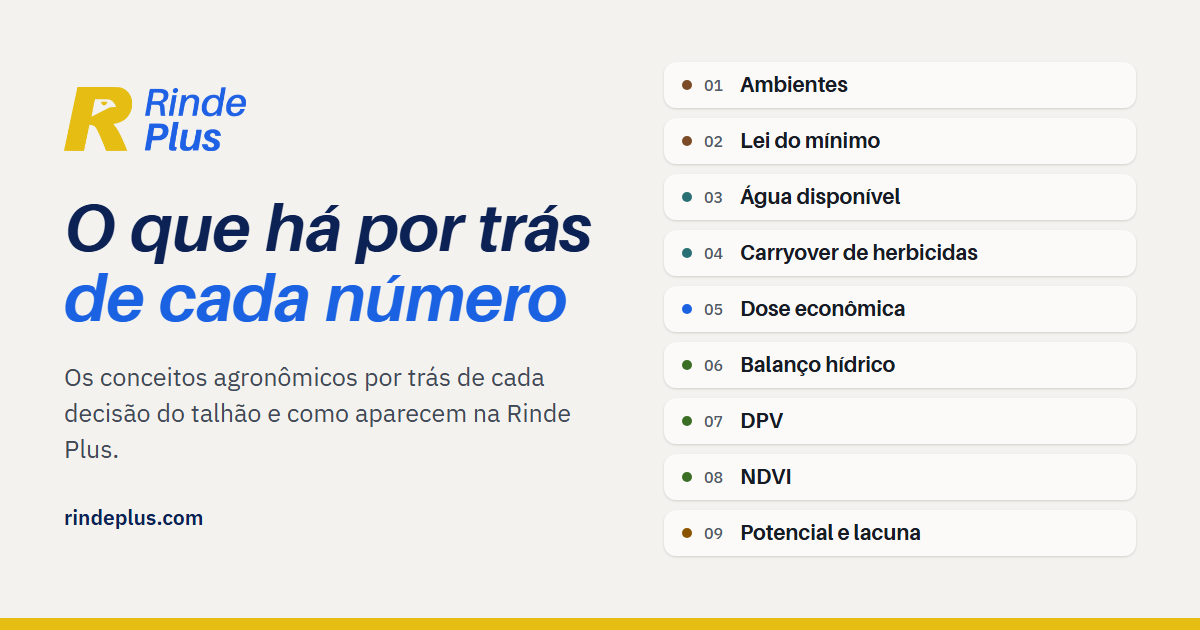 Rinde
Plus
O que há por trás
de cada número
Os conceitos agronômicos por trás de cada
decisão do talhão e como aparecem na Rinde
Plus.
rindeplus.com
01 Ambientes
02 Lei do mínimo
03 Água disponível
04 Carryover de herbicidas
05 Dose econômica
06 Balanço hídrico
07 DPV
08 NDVI
09 Potencial e lacuna